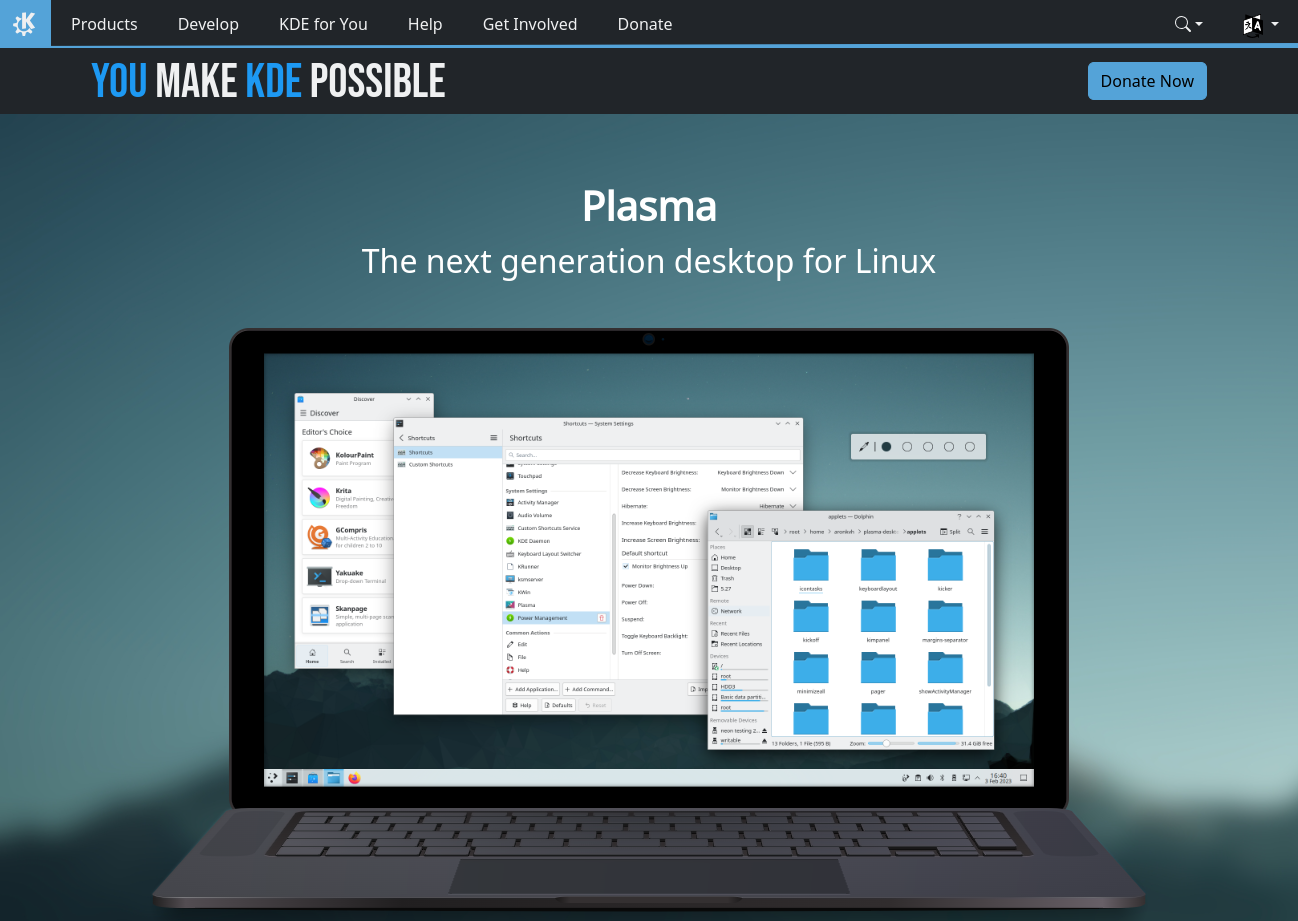 Products Develop KDE for You Help Get Involved Donate
YOU MAKE KDE POSSIBLE
Donate Now
Plasma
The next generation desktop for Linux
Discover
Discover
Editor's Choice
KolourPaint
Paint Program
Krita
Digital Painting, Creative
Freedom
GCompris
Multi-Activity Education
for children 2 to 10
Yakuake
Drop-down Terminal
Skanpage
Simple, multi-page scan
application
Home Search Installed
Shortcuts — System Settings
Shortcuts
Shortcuts
Custom Shortcuts
Shortcuts
Search...
Touchpad
System Settings
Activity Manager
Audio Volume
Custom Shortcuts Service
KDE Daemon
Keyboard Layout Switcher
KRunner
ksmserver
KWin
Plasma
Power Management
Common Actions
Edit
File
Help
Add Application... Add Command...
Help Defaults Reset
Decrease Keyboard Brightness: Keyboard Brightness Down
Decrease Screen Brightness: Monitor Brightness Down
Hibernate: Hibernate
Increase Keyboard Brightness:
Increase Screen Brightness:
Default shortcut
Monitor Brightness Up
Power Down:
Power Off:
Suspend:
Toggle Keyboard Backlight:
Turn Off Screen:
applets — Dolphin
root home plasma-desk applets Split
Places
Home
Desktop
Trash
5.27
Remote
Network
Recent
Recent Files
Recent Locations
Devices
/
root
HDD3
Basic data partiti...
root
Removable Devices
neon-testing 2...
writable
icontasks keyboardlayout kicker
kickoff kimpanel margins-separator
minimizeall pager showActivityManager
13 Folders, 1 File (595 B) Zoom: 31.4 GiB free
16:40
3 Feb 2023